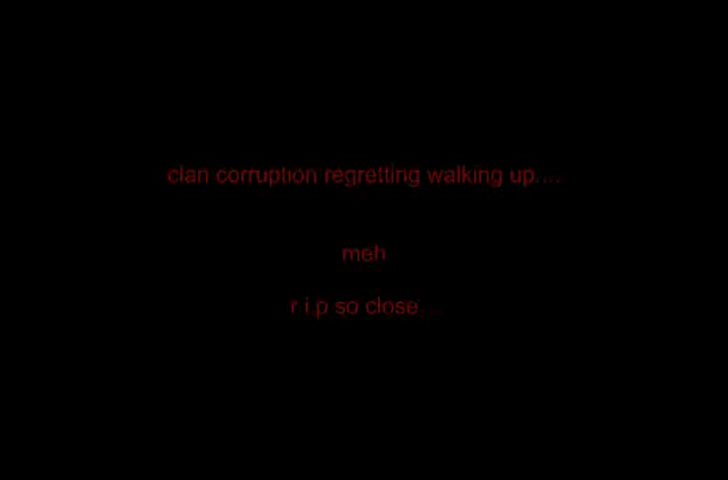 clan corruption regretting walking up....
meh
r i p so close...